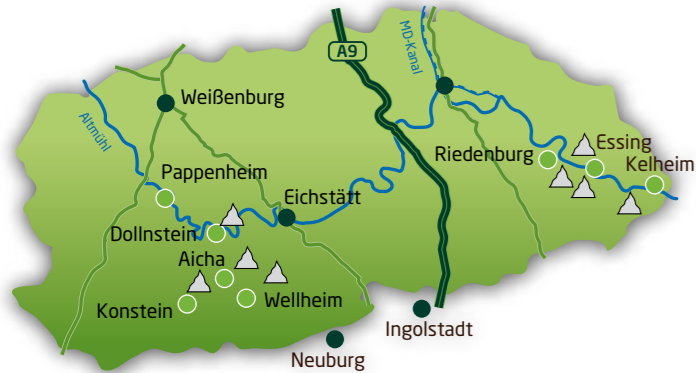 A9
MD-Kanal
Weißenburg
Altmühl
Essing
Riedenburg
Kelheim
Pappenheim
Eichstätt
Dollnstein
Aicha
Konstein
Wellheim
Ingolstadt
Neuburg